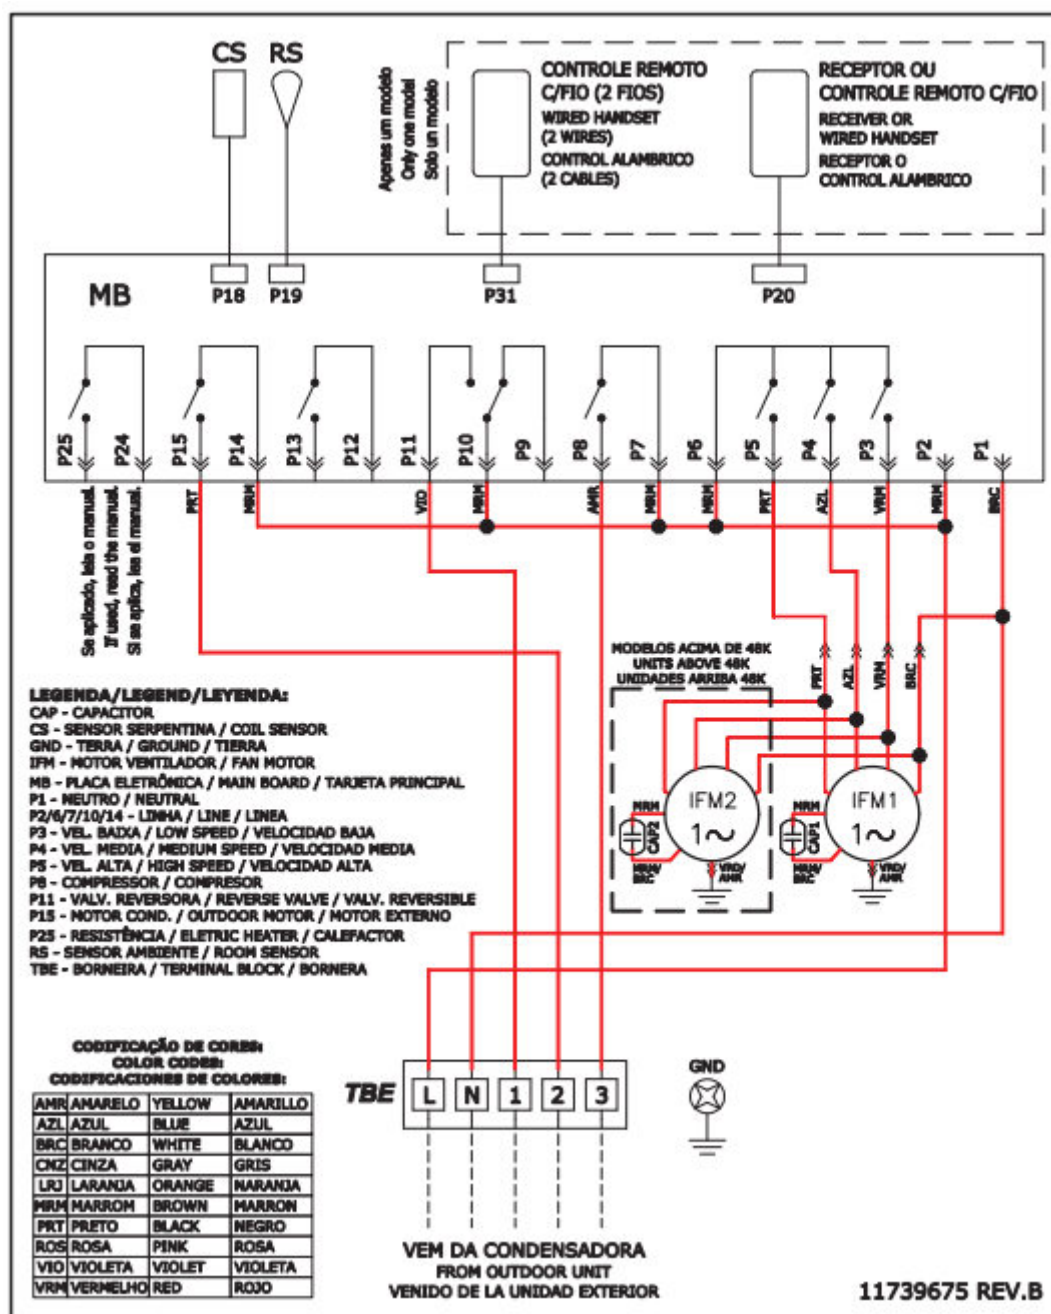 CS
RS
Apenas um modelo
Only one model
Solo un modelo
CONTROLE REMOTO
C/FIO (2 FIOS)
WIRED HANDSET
(2 WIRES)
CONTROL ALAMBRICO
(2 CABLES)
RECEPTOR OU
CONTROLE REMOTO C/FIO
RECEIVER OR
WIRED HANDSET
RECEPTOR O
CONTROL ALAMBRICO
MB
P18
P19
P31
P20
P25
P24
P15
P14
P13
P12
P11
P10
P9
P8
P7
P6
P5
P4
P3
P2
P1
Se aplicado, leia o manual.
If used, read the manual.
Si se aplica, lea el manual.
PRT
MRM
VIO
MRM
AMR
MRM
MRM
PRT
AZL
VRM
MRM
BRC
MODELOS ACIMA DE 48K
UNITS ABOVE 48K
UNIDADES ARRIBA 48K
PRT
AZL
VRM
BRC
IFM2
1~
MRM
CAP2
MRM/
BRC
VRD/
AMR
IFM1
1~
MRM
CAP1
MRM/
BRC
VRD/
AMR
LEGENDA/LEGEND/LEYENDA:
CAP - CAPACITOR
CS - SENSOR SERPENTINA / COIL SENSOR
GND - TERRA / GROUND / TIERRA
IFM - MOTOR VENTILADOR / FAN MOTOR
MB - PLACA ELETRÔNICA / MAIN BOARD / TARJETA PRINCIPAL
P1 - NEUTRO / NEUTRAL
P2/6/7/10/14 - LINHA / LINE / LINEA
P3 - VEL. BAIXA / LOW SPEED / VELOCIDAD BAJA
P4 - VEL. MEDIA / MEDIUM SPEED / VELOCIDAD MEDIA
P5 - VEL. ALTA / HIGH SPEED / VELOCIDAD ALTA
P8 - COMPRESSOR / COMPRESOR
P11 - VALV. REVERSORA / REVERSE VALVE / VALV. REVERSIBLE
P15 - MOTOR COND. / OUTDOOR MOTOR / MOTOR EXTERNO
P25 - RESISTÊNCIA / ELETRIC HEATER / CALEFACTOR
RS - SENSOR AMBIENTE / ROOM SENSOR
TBE - BORNEIRA / TERMINAL BLOCK / BORNERA
CODIFICAÇÃO DE CORES:
COLOR CODES:
CODIFICACIONES DE COLORES:
AMR AMARELO YELLOW AMARILLO
AZL AZUL BLUE AZUL
BRC BRANCO WHITE BLANCO
CNZ CINZA GRAY GRIS
LRJ LARANJA ORANGE NARANJA
MRM MARROM BROWN MARRON
PRT PRETO BLACK NEGRO
ROS ROSA PINK ROSA
VIO VIOLETA VIOLET VIOLETA
VRM VERMELHO RED ROJO
TBE
L N 1 2 3
GND
VEM DA CONDENSADORA
FROM OUTDOOR UNIT
VENIDO DE LA UNIDAD EXTERIOR
11739675 REV.B